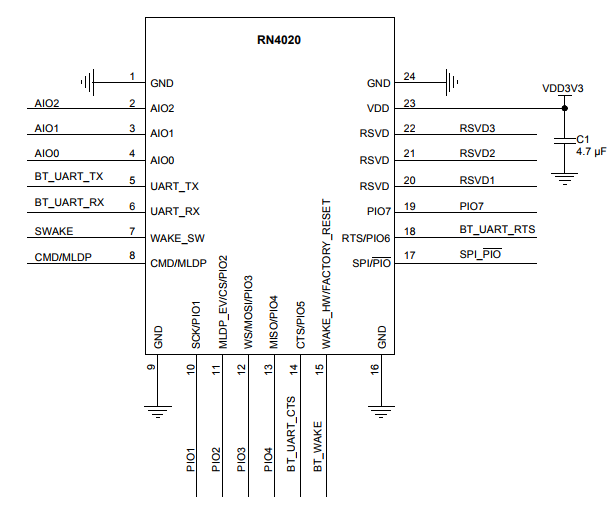 RN4020
1 GND
AIO2 2 AIO2
AIO1 3 AIO1
AIO0 4 AIO0
BT_UART_TX 5 UART_TX
BT_UART_RX 6 UART_RX
SWAKE 7 WAKE_SW
CMD/MLDP 8 CMD/MLDP
GND 24
VDD 23
VDD3V3
C1
4.7 µF
RSVD 22 RSVD3
RSVD 21 RSVD2
RSVD 20 RSVD1
PIO7 19 PIO7
RTS/PIO6 18 BT_UART_RTS
SPI/PIO 17 SPI_PIO
GND 9
SCK/PIO1 10 PIO1
MLDP_EV/CS/PIO2 11 PIO2
WS/MOSI/PIO3 12 PIO3
MISO/PIO4 13 PIO4
CTS/PIO5 14 BT_UART_CTS
WAKE_HW/FACTORY_RESET 15 BT_WAKE
GND 16